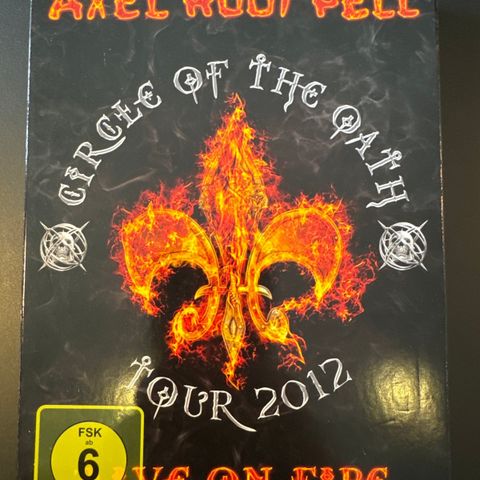 AXEL RUDI PELL
CIRCLE OF THE OATH
TOUR 2012
LIVE ON FIRE
FSK
ab
6